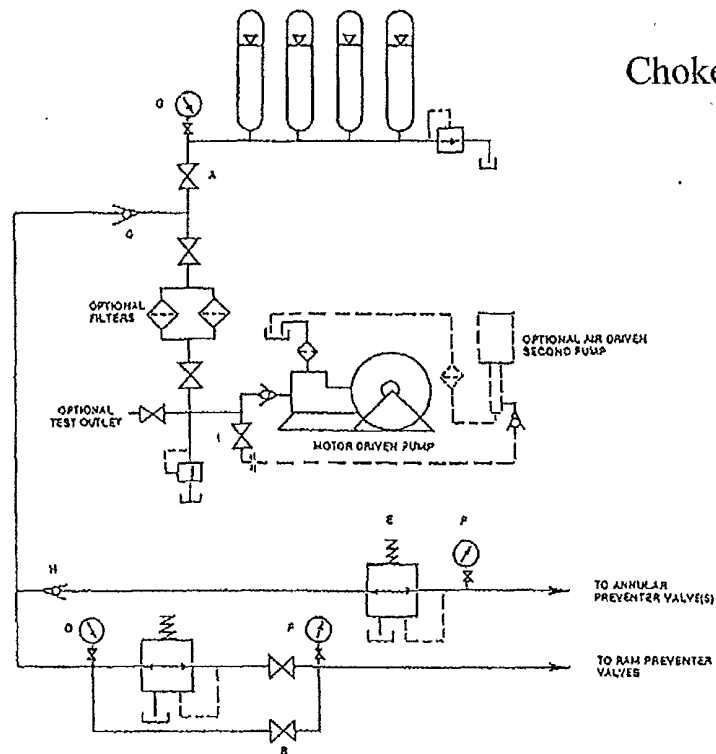 Choke
G
A
G
OPTIONAL
FILTERS
OPTIONAL AIR DRIVEN
SECOND PUMP
OPTIONAL
TEST OUTLET
I
MOTOR DRIVEN PUMP
E
F
H
TO ANNULAR
PREVENTER VALVE(S)
D
F
TO RAM PREVENTER
VALVES
B